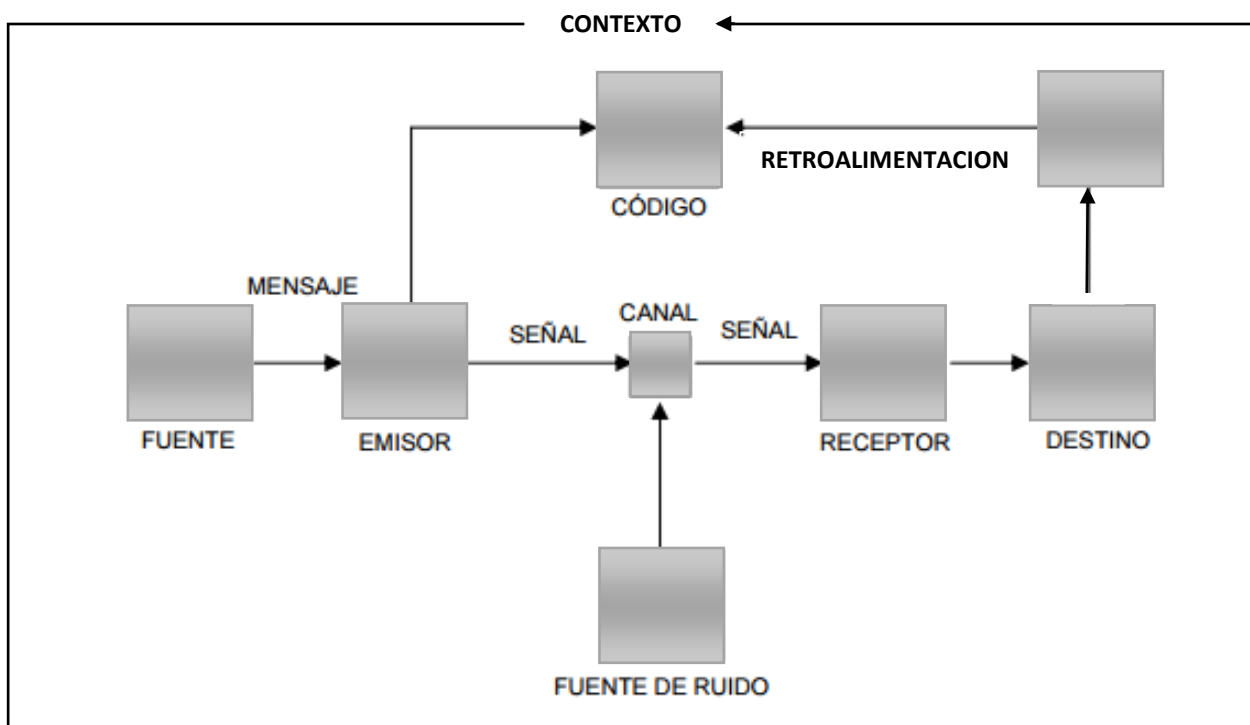 CONTEXTO
RETROALIMENTACION
CÓDIGO
MENSAJE
CANAL
SEÑAL
SEÑAL
FUENTE
EMISOR
RECEPTOR
DESTINO
FUENTE DE RUIDO